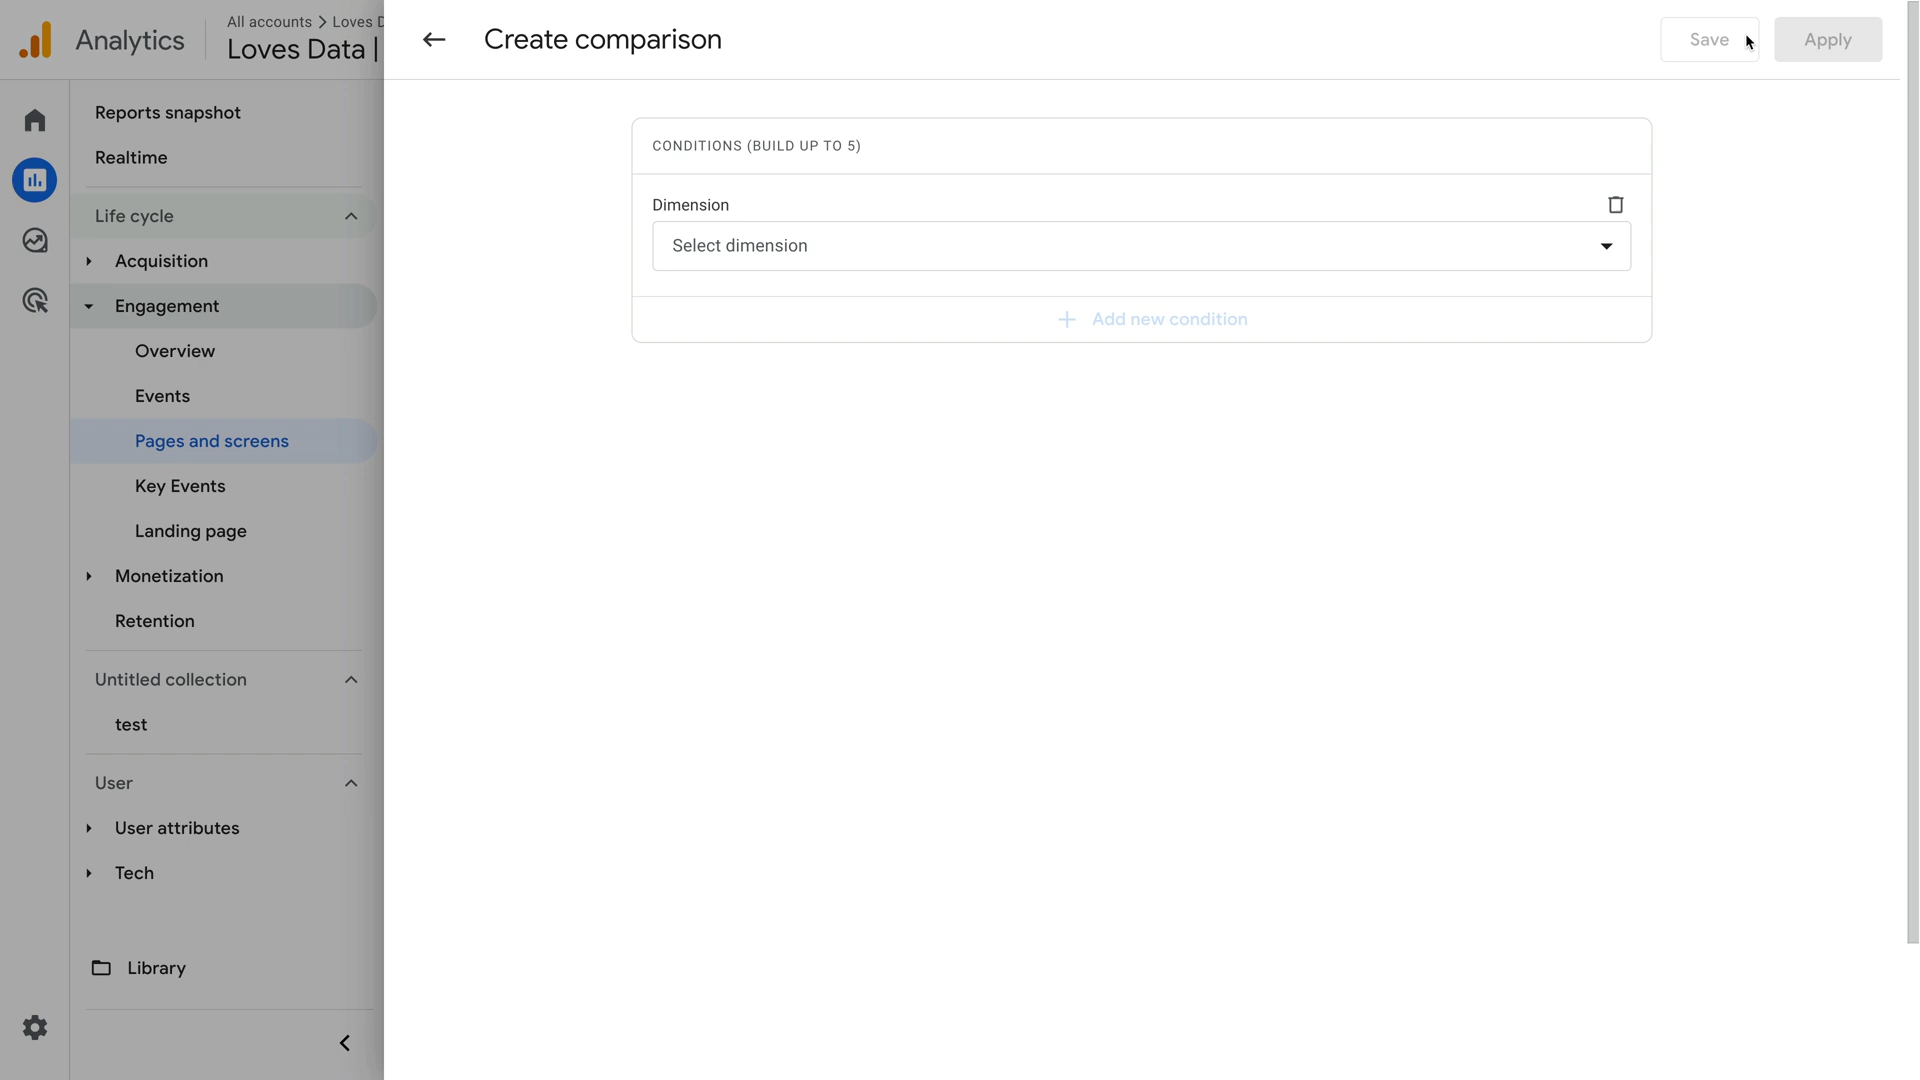 Analytics
All accounts > Loves D
Loves Data |
Create comparison
Save
Apply
Reports snapshot
Realtime
Life cycle
Acquisition
Engagement
Overview
Events
Pages and screens
Key Events
Landing page
Monetization
Retention
Untitled collection
test
User
User attributes
Tech
Library
CONDITIONS (BUILD UP TO 5)
Dimension
Select dimension
Add new condition